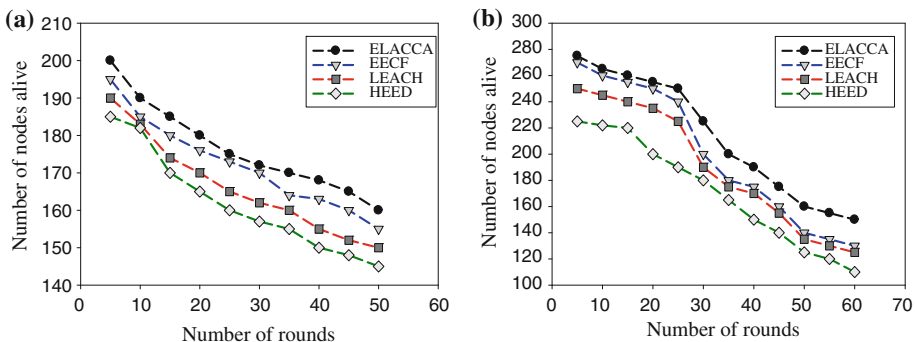 (a)
Number of nodes alive
210
200
190
180
170
160
150
140
0 10 20 30 40 50 60
Number of rounds
ELACCA
EECF
LEACH
HEED
(b)
Number of nodes alive
300
280
260
240
220
200
180
160
140
120
100
0 10 20 30 40 50 60 70
Number of rounds
ELACCA
EECF
LEACH
HEED